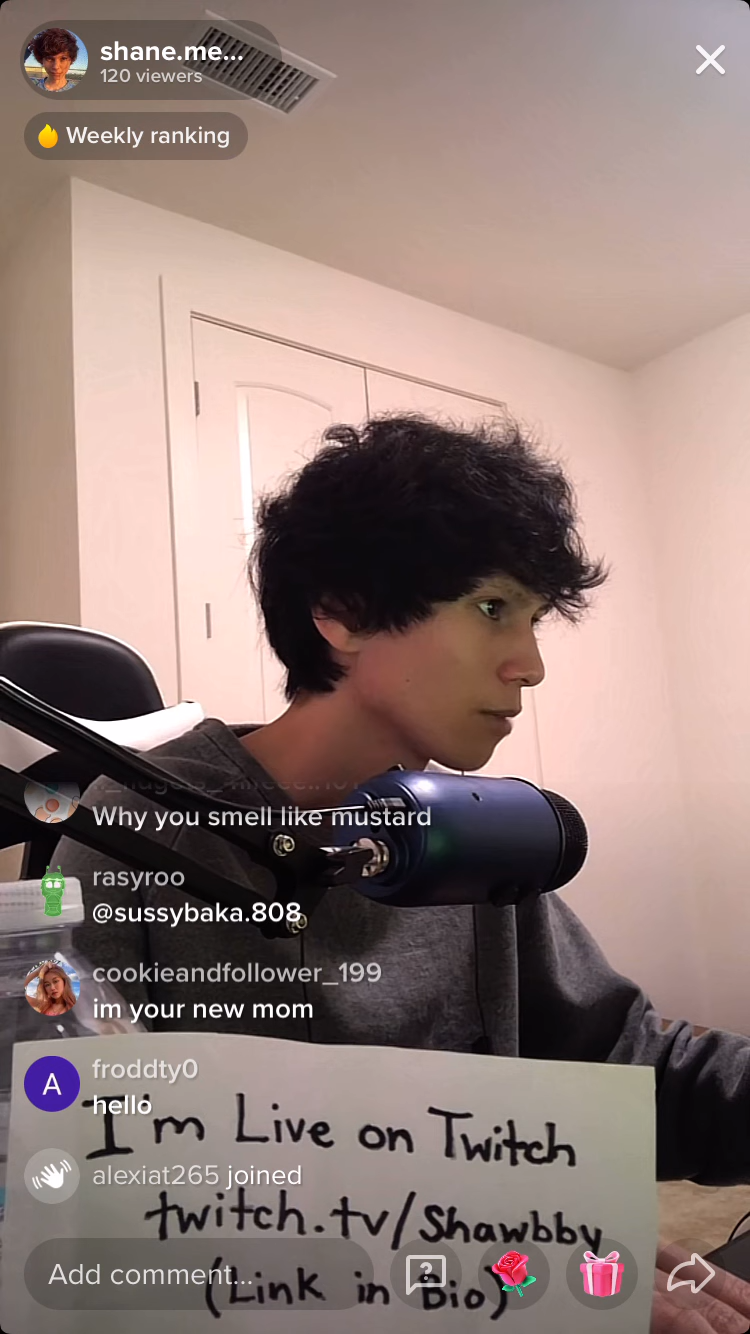 shane.me...
120 viewers
Weekly ranking
Why you smell like mustard
rasyroo
@sussybaka.808
cookieandfollower_199
im your new mom
A
froddty0
hello
I'm Live on Twitch
alexiat265 joined
twitch.tv/Shawbby
Add comment...
(Link in Bio)